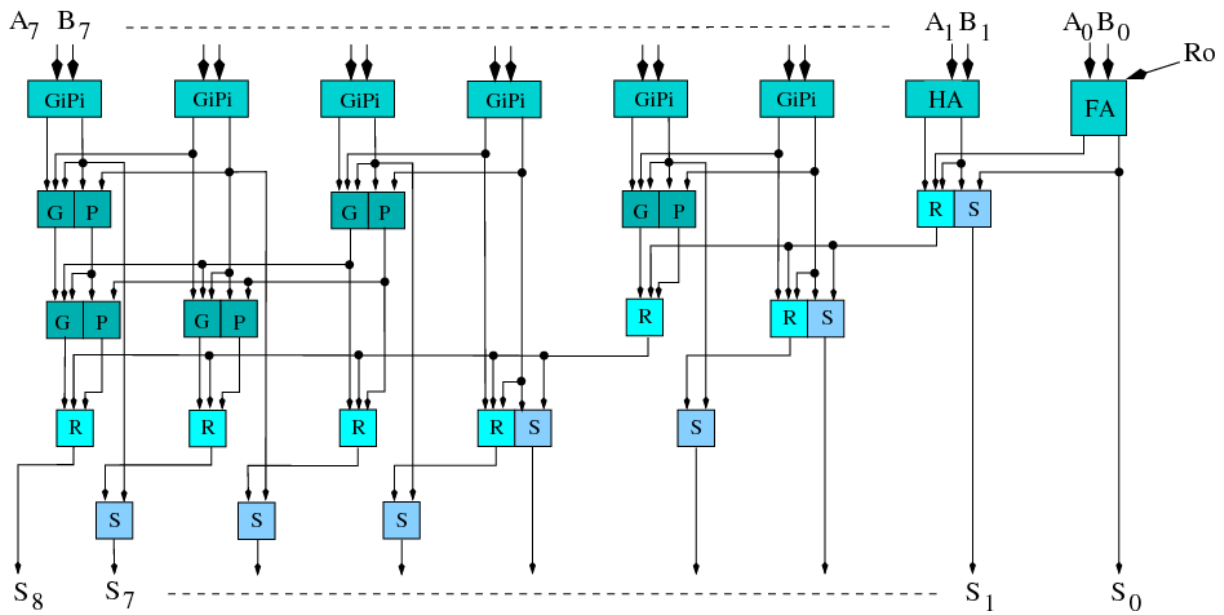 A7 B7 A1 B1 A0 B0 Ro
GiPi GiPi GiPi GiPi GiPi GiPi HA FA
G P G P G P R S
G P G P R R S
R R R R S S
S S S
S8 S7 S1 S0